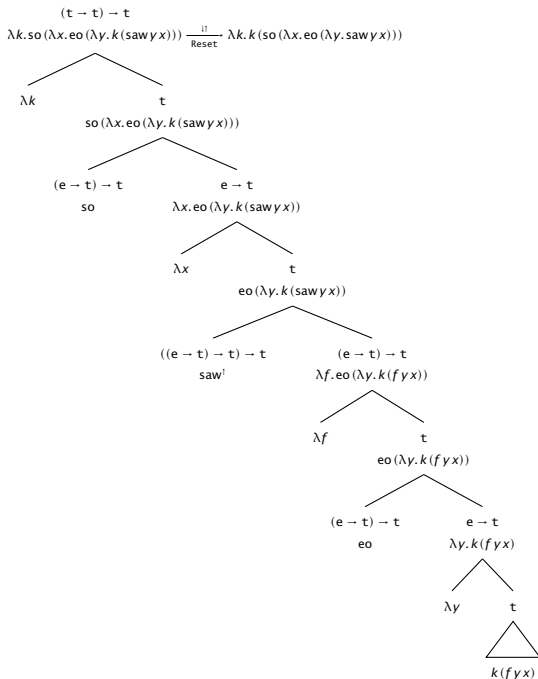 (t → t) → t
λk. so (λx. eo (λy. k (saw y x))) ⇵ Reset → λk. k (so (λx. eo (λy. saw y x)))
λk t
so (λx. eo (λy. k (saw y x)))
(e → t) → t e → t
so λx. eo (λy. k (saw y x))
λx t
eo (λy. k (saw y x))
((e → t) → t) → t (e → t) → t
saw↑ λf. eo (λy. k (f y x))
λf t
eo (λy. k (f y x))
(e → t) → t e → t
eo λy. k (f y x)
λy t
k (f y x)